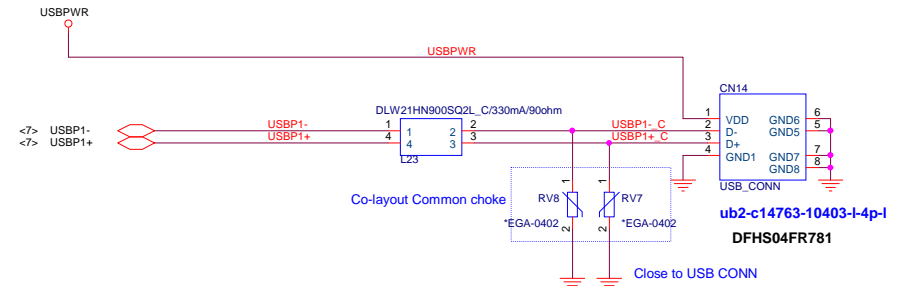 USBPWR
USBPWR
CN14
DLW21HN900SQ2L_C/330mA/90ohm
1 VDD GND6 6
<7> USBP1- USBP1- 1 1 2 2 USBP1-_C 2 D- GND5 5
<7> USBP1+ USBP1+ 4 4 3 3 USBP1+_C 3 D+
4 GND1 GND7 7
GND8 8
L23
USB_CONN
1 1
Co-layout Common choke RV8 RV7
ub2-c14763-10403-l-4p-l
*EGA-0402 *EGA-0402
2 2
DFHS04FR781
Close to USB CONN